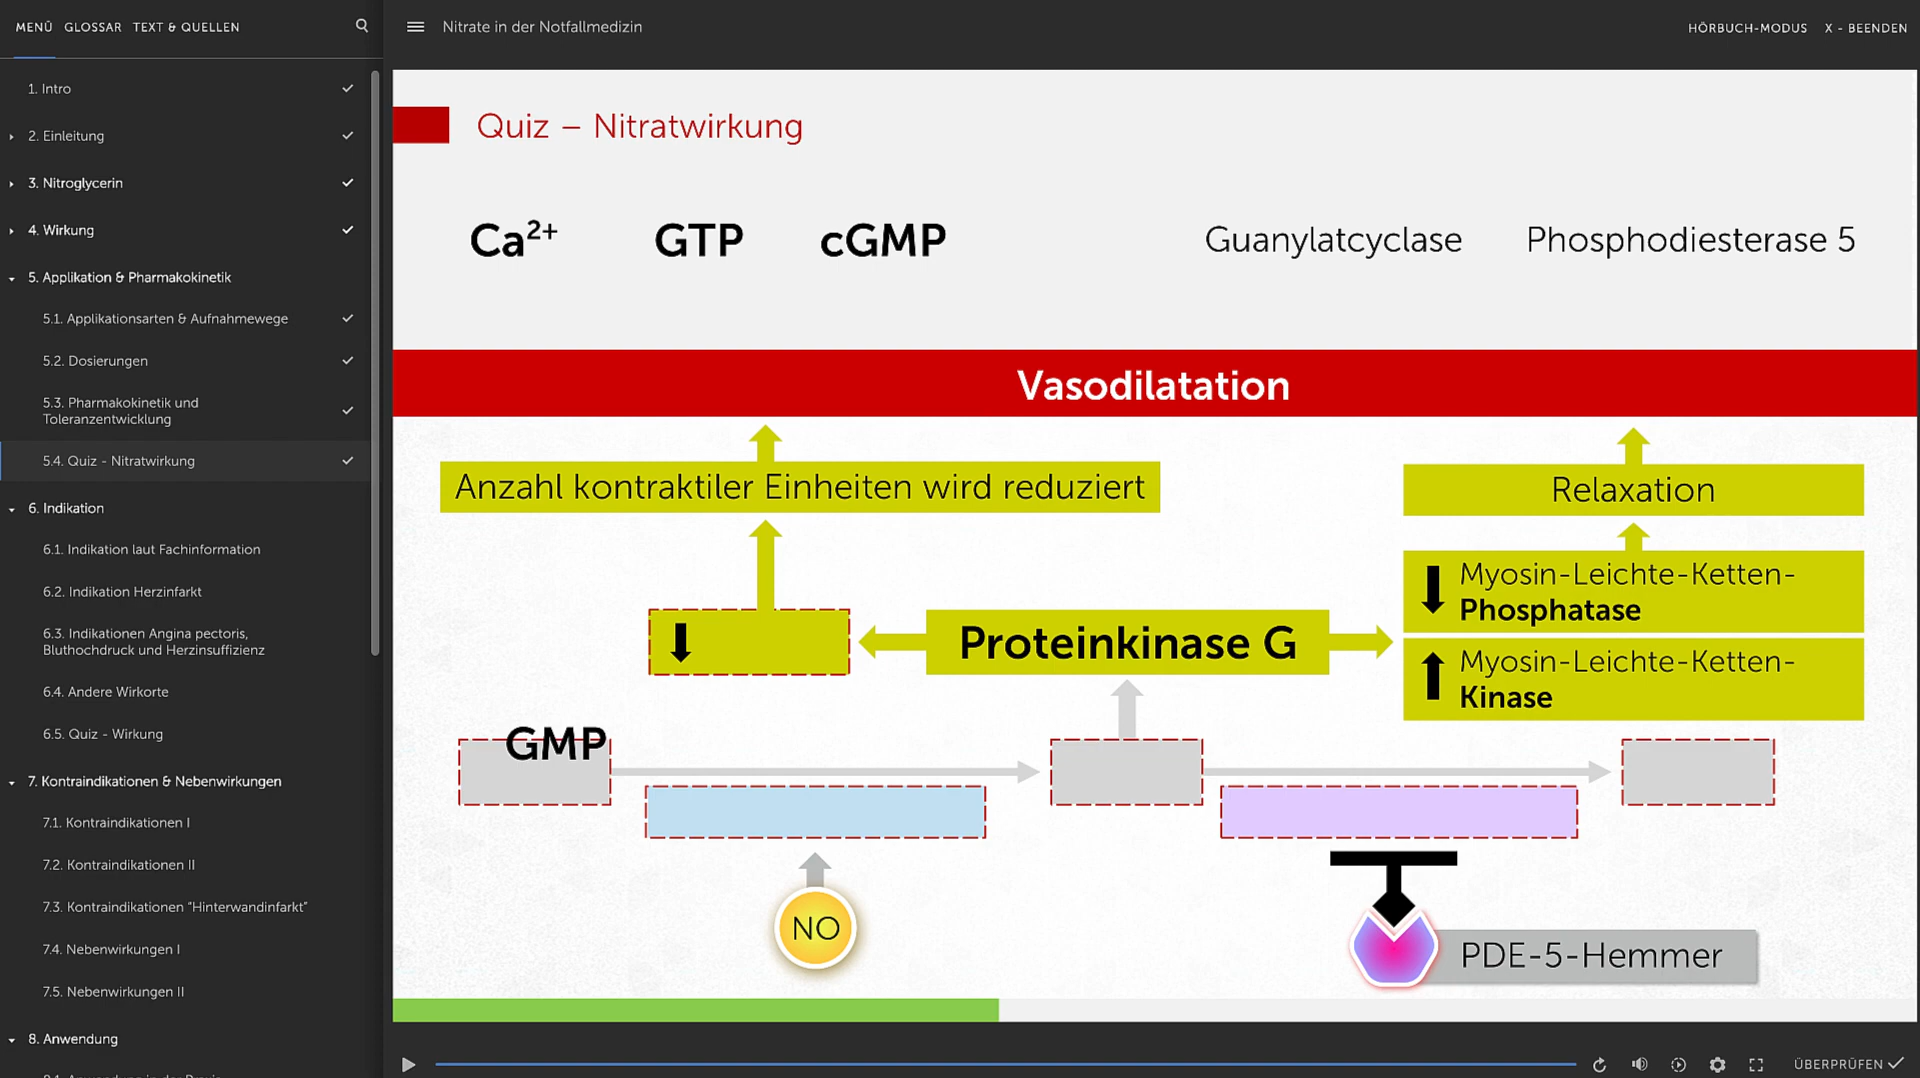 MENÜ GLOSSAR TEXT & QUELLEN
Nitrate in der Notfallmedizin
HÖRBUCH-MODUS X - BEENDEN
1. Intro
2. Einleitung
3. Nitroglycerin
4. Wirkung
5. Applikation & Pharmakokinetik
5.1. Applikationsarten & Aufnahmewege
5.2. Dosierungen
5.3. Pharmakokinetik und
Toleranzentwicklung
5.4. Quiz - Nitratwirkung
6. Indikation
6.1. Indikation laut Fachinformation
6.2. Indikation Herzinfarkt
6.3. Indikationen Angina pectoris,
Bluthochdruck und Herzinsuffizienz
6.4. Andere Wirkorte
6.5. Quiz - Wirkung
7. Kontraindikationen & Nebenwirkungen
7.1. Kontraindikationen I
7.2. Kontraindikationen II
7.3. Kontraindikationen "Hinterwandinfarkt"
7.4. Nebenwirkungen I
7.5. Nebenwirkungen II
8. Anwendung
Quiz – Nitratwirkung
Ca²⁺ GTP cGMP Guanylatcyclase Phosphodiesterase 5
Vasodilatation
Anzahl kontraktiler Einheiten wird reduziert
Relaxation
Myosin-Leichte-Ketten-
Phosphatase
Proteinkinase G
Myosin-Leichte-Ketten-
Kinase
GMP
NO
PDE-5-Hemmer
ÜBERPRÜFEN